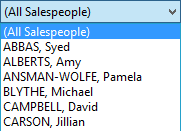 (All Salespeople)
(All Salespeople)
ABBAS, Syed
ALBERTS, Amy
ANSMAN-WOLFE, Pamela
BLYTHE, Michael
CAMPBELL, David
CARSON, Jillian